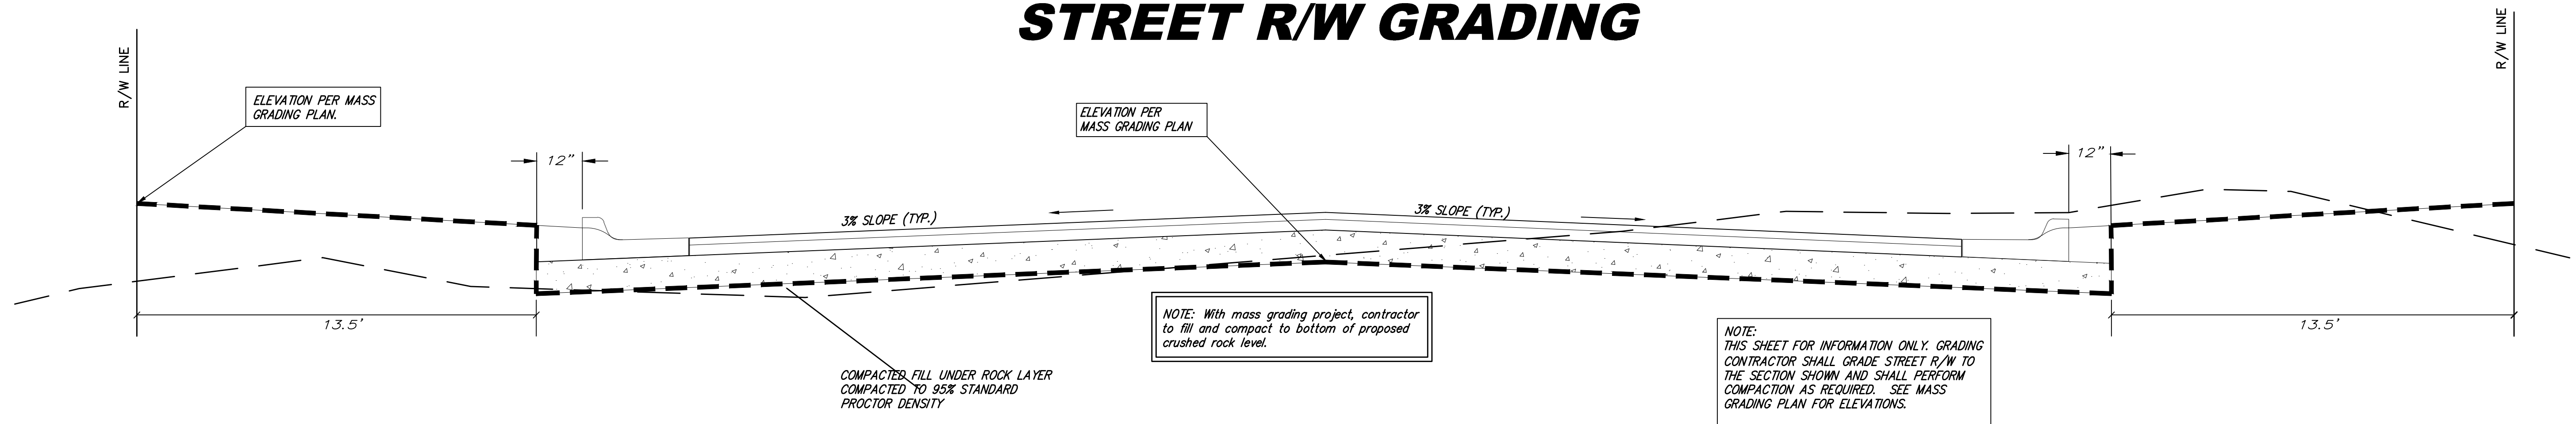 STREET R/W GRADING
R/W LINE
R/W LINE
ELEVATION PER MASS
GRADING PLAN.
ELEVATION PER
MASS GRADING PLAN
12"
12"
3% SLOPE (TYP.)
3% SLOPE (TYP.)
13.5'
13.5'
NOTE: With mass grading project, contractor
to fill and compact to bottom of proposed
crushed rock level.
COMPACTED FILL UNDER ROCK LAYER
COMPACTED TO 95% STANDARD
PROCTOR DENSITY
NOTE:
THIS SHEET FOR INFORMATION ONLY. GRADING
CONTRACTOR SHALL GRADE STREET R/W TO
THE SECTION SHOWN AND SHALL PERFORM
COMPACTION AS REQUIRED. SEE MASS
GRADING PLAN FOR ELEVATIONS.